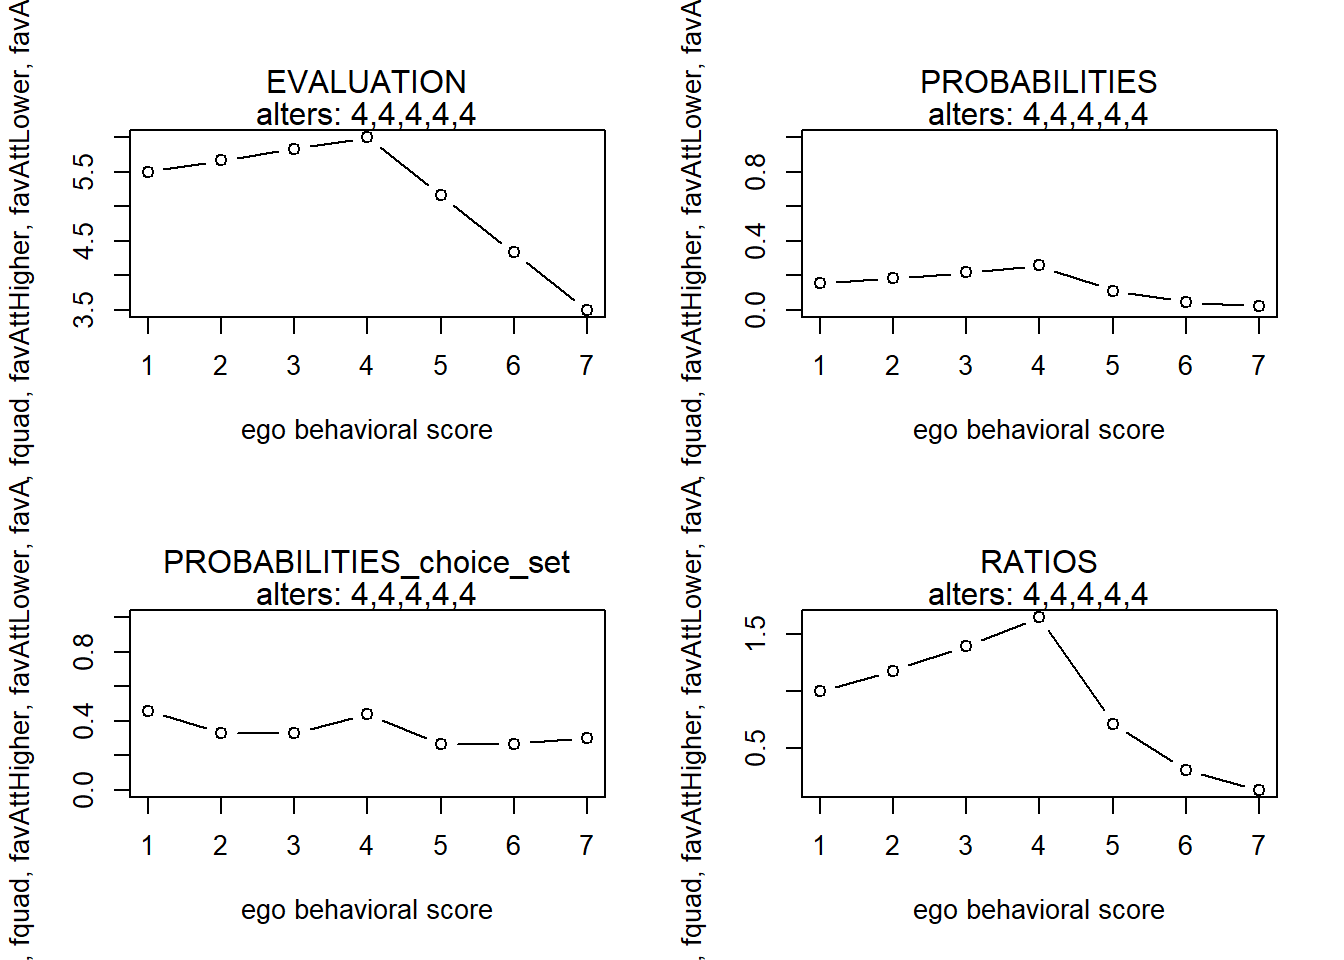 EVALUATION
alters: 4,4,4,4,4
5.5
4.5
3.5
1 2 3 4 5 6 7
ego behavioral score
PROBABILITIES
alters: 4,4,4,4,4
0.8
0.4
0.0
1 2 3 4 5 6 7
ego behavioral score
, fquad, favAttHigher, favAttLower, favA, fquad, favAttHigher, favAttLower, favA
, fquad, favAttHigher, favAttLower, favA, fquad, favAttHigher, favAttLower, favA
PROBABILITIES_choice_set
alters: 4,4,4,4,4
0.8
0.4
0.0
1 2 3 4 5 6 7
ego behavioral score
RATIOS
alters: 4,4,4,4,4
1.5
0.5
1 2 3 4 5 6 7
ego behavioral score